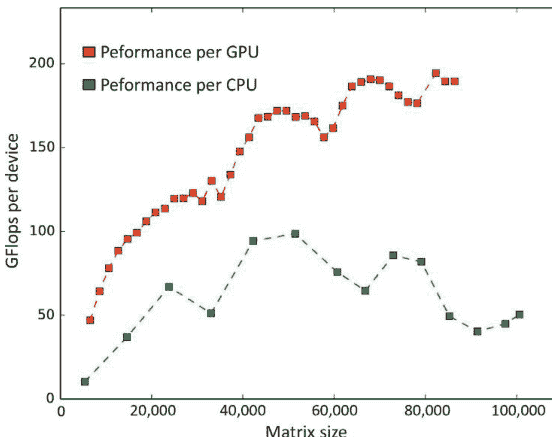 200
150
100
50
0
GFlops per device
Peformance per GPU
Peformance per CPU
0 20,000 40,000 60,000 80,000 100,000
Matrix size